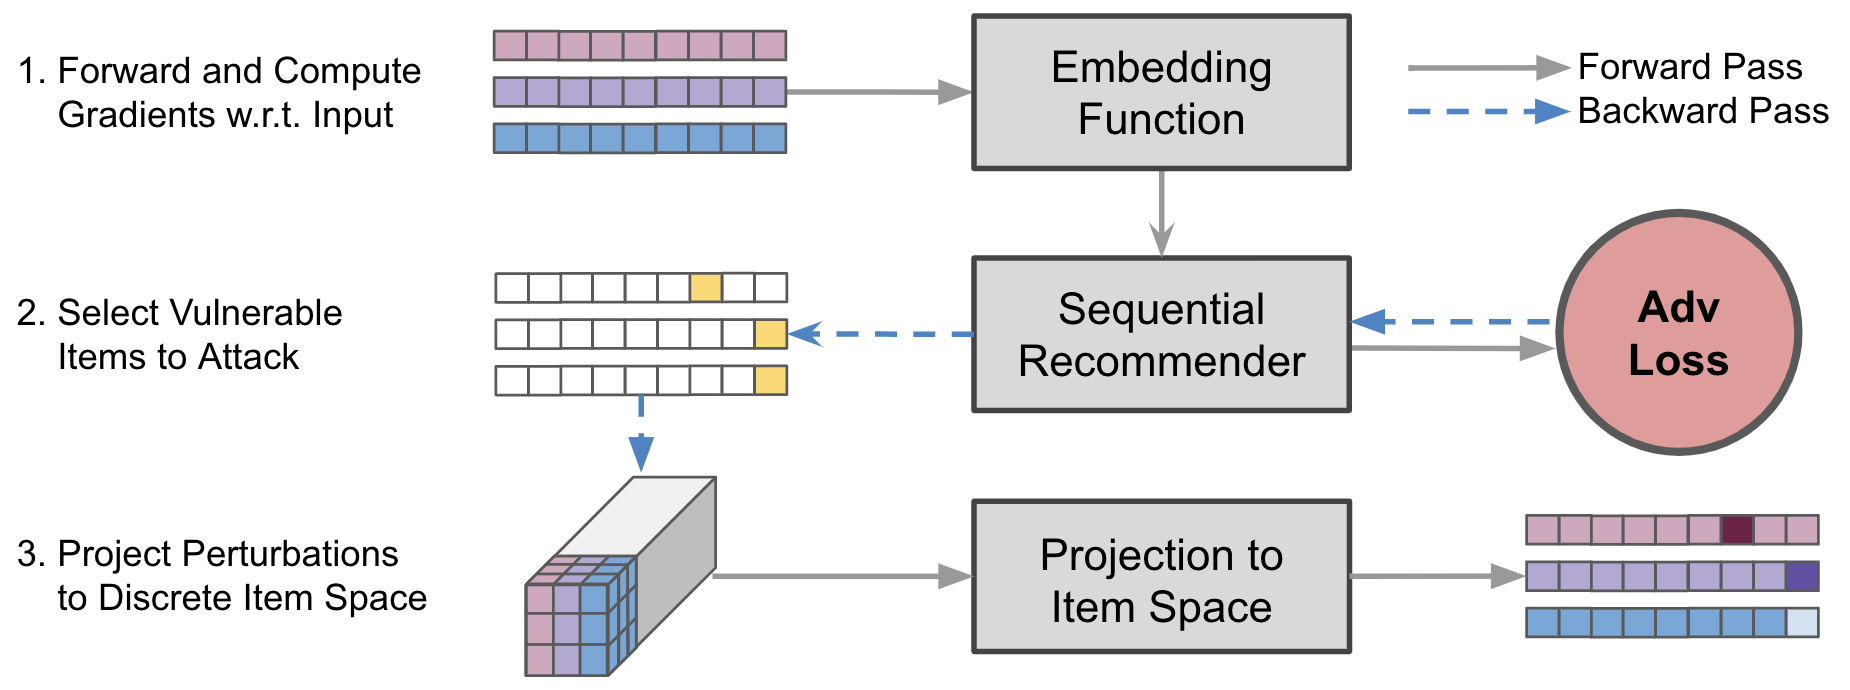 1. Forward and Compute
Gradients w.r.t. Input
Embedding
Function
Forward Pass
Backward Pass
2. Select Vulnerable
Items to Attack
Sequential
Recommender
Adv
Loss
3. Project Perturbations
to Discrete Item Space
Projection to
Item Space